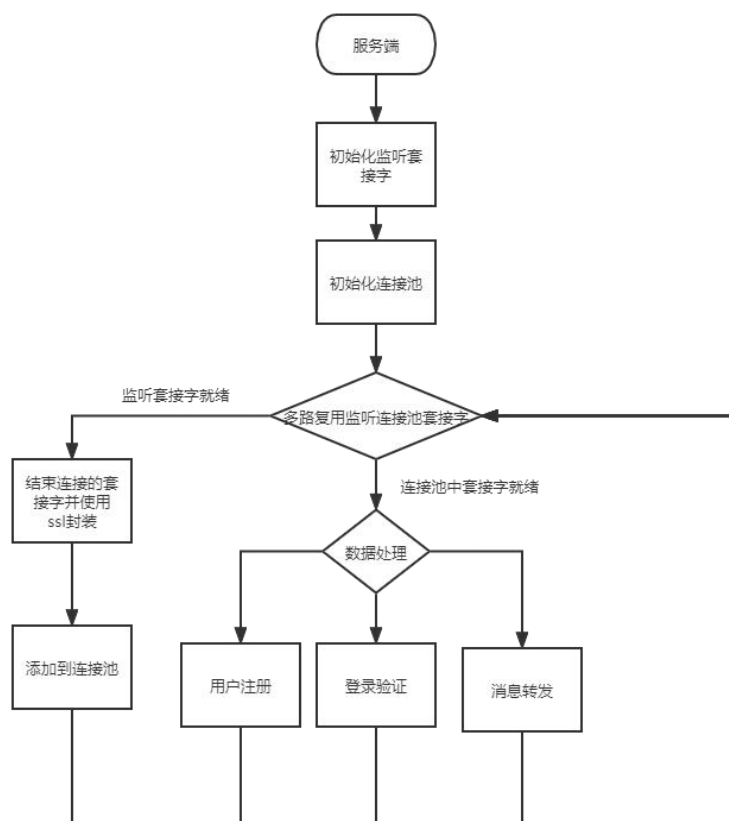 服务端
初始化监听套
接字
初始化连接池
监听套接字就绪
多路复用监听连接池套接字
结束连接的套
接字并使用
ssl封装
连接池中套接字就绪
数据处理
添加到连接池
用户注册
登录验证
消息转发